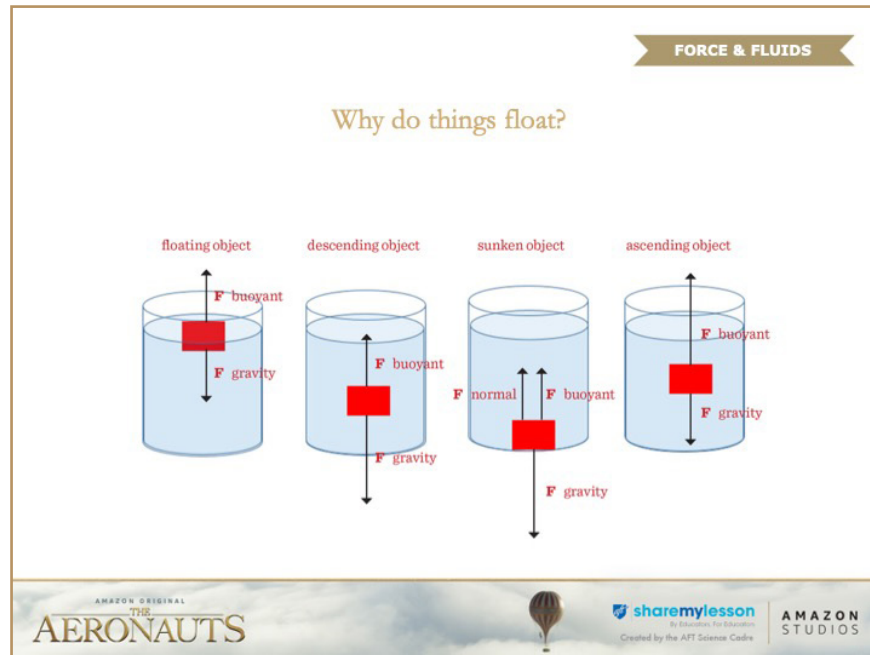 FORCE & FLUIDS
Why do things float?
floating object
descending object
sunken object
ascending object
F buoyant
F gravity
F buoyant
F gravity
F normal
F buoyant
F gravity
F buoyant
F gravity
AMAZON ORIGINAL
THE
AERONAUTS
sharemylesson
By Educators, For Educators
Created by the AFT Science Cadre
AMAZON
STUDIOS